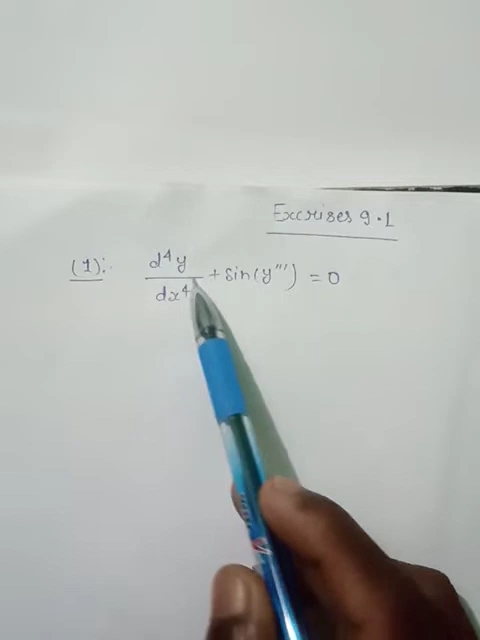 Excrises 9.1
(1):. d⁴y/dx⁴ + sin(y''') = 0